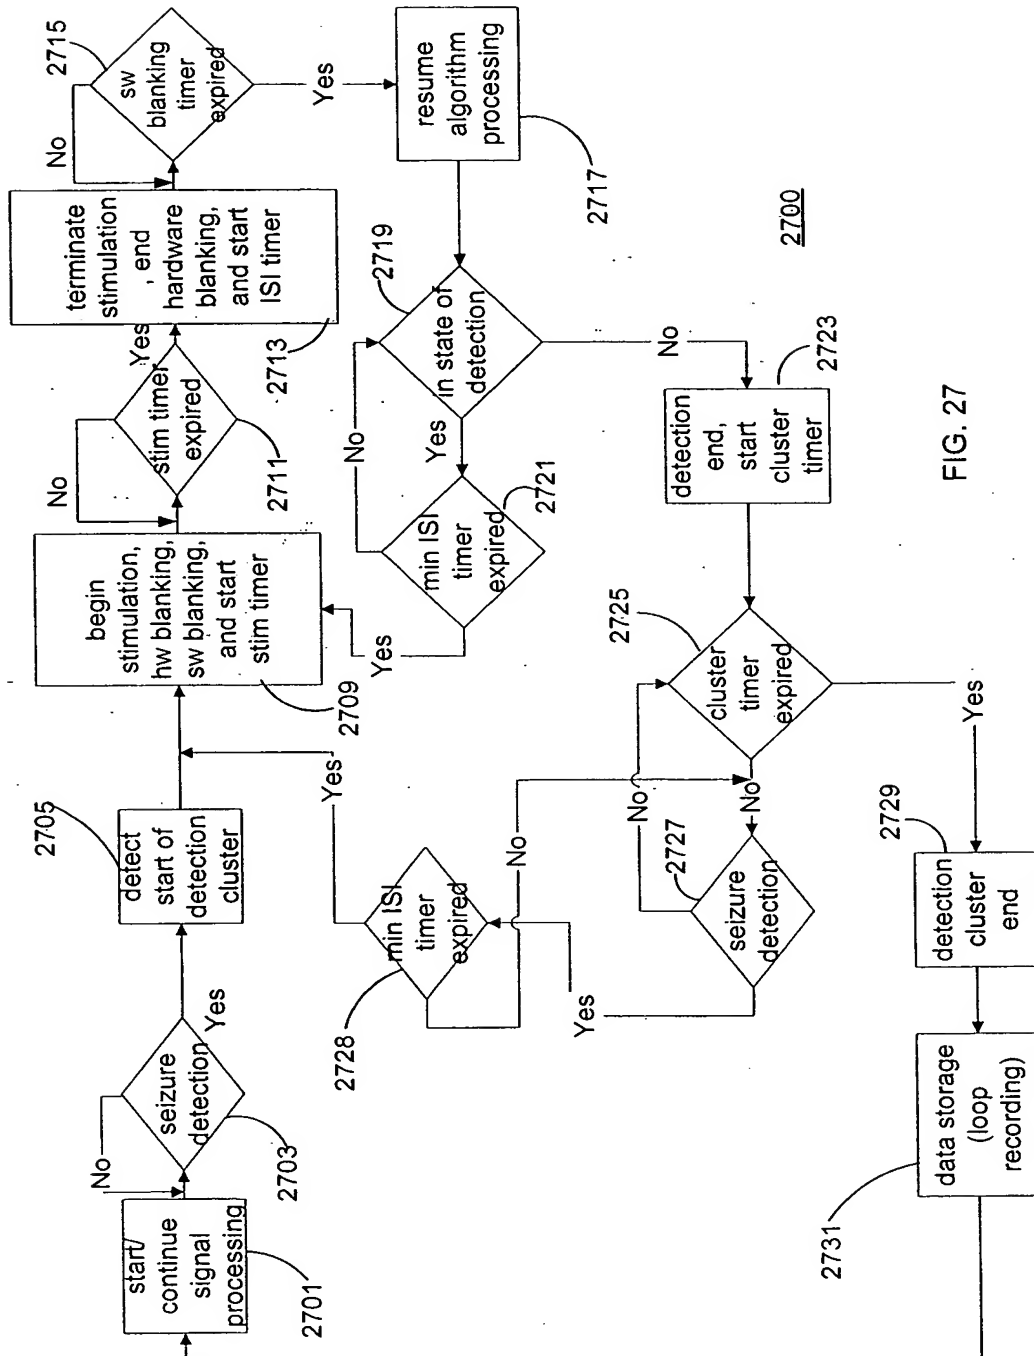 start/
continue
signal
processing
2701
No
seizure
detection
2703
Yes
detect
start of
detection
cluster
2705
begin
stimulation,
hw blanking,
sw blanking,
and start
stim timer
2709
No
stim timer
expired
2711
Yes
terminate
stimulation
, end
hardware
blanking,
and start
ISI timer
2713
No
sw
blanking
timer
expired
2715
Yes
resume
algorithm
processing
2717
in state of
detection
2719
Yes
No
min ISI
timer
expired
2721
No
Yes
detection
end,
start
cluster
timer
2723
cluster
timer
expired
2725
No
Yes
seizure
detection
2727
No
Yes
min ISI
timer
expired
2728
Yes
No
detection
cluster
end
2729
data storage
(loop
recording)
2731
2700
FIG. 27